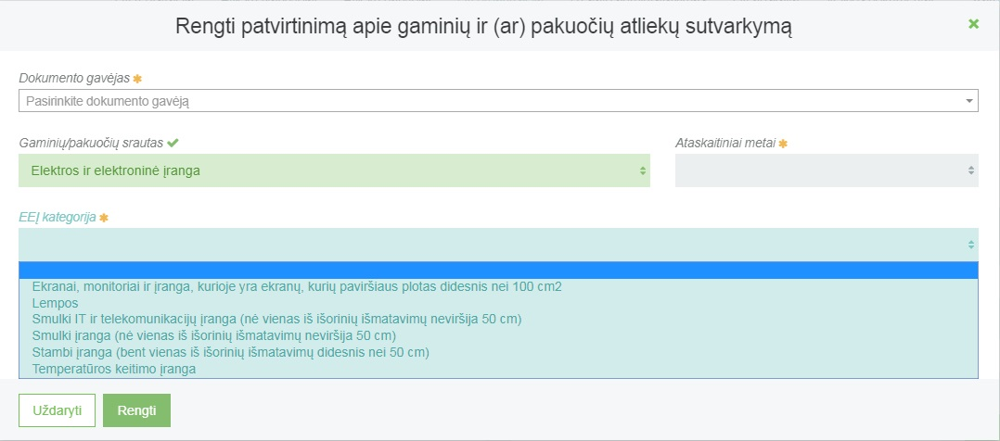 Rengti patvirtinimą apie gaminių ir (ar) pakuočių atliekų sutvarkymą
Dokumento gavėjas
Pasirinkite dokumento gavėją
Gaminių/pakuočių srautas
Ataskaitiniai metai
Elektros ir elektroninė įranga
EEĮ kategorija
Ekranai, monitoriai ir įranga, kurioje yra ekranų, kurių paviršiaus plotas didesnis nei 100 cm2
Lempos
Smulki IT ir telekomunikacijų įranga (nė vienas iš išorinių išmatavimų neviršija 50 cm)
Smulki įranga (nė vienas iš išorinių išmatavimų neviršija 50 cm)
Stambi įranga (bent vienas iš išorinių išmatavimų didesnis nei 50 cm)
Temperatūros keitimo įranga
Uždaryti
Rengti